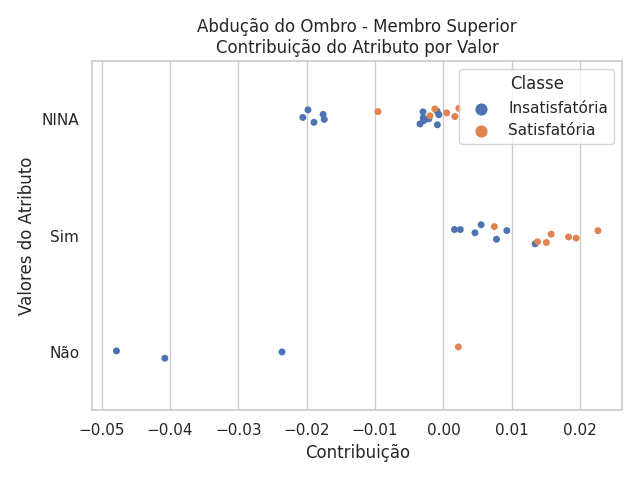 Abdução do Ombro - Membro Superior
Contribuição do Atributo por Valor
Classe
Insatisfatória
Satisfatória
Valores do Atributo
NINA
Sim
Não
−0.05 −0.04 −0.03 −0.02 −0.01 0.00 0.01 0.02
Contribuição